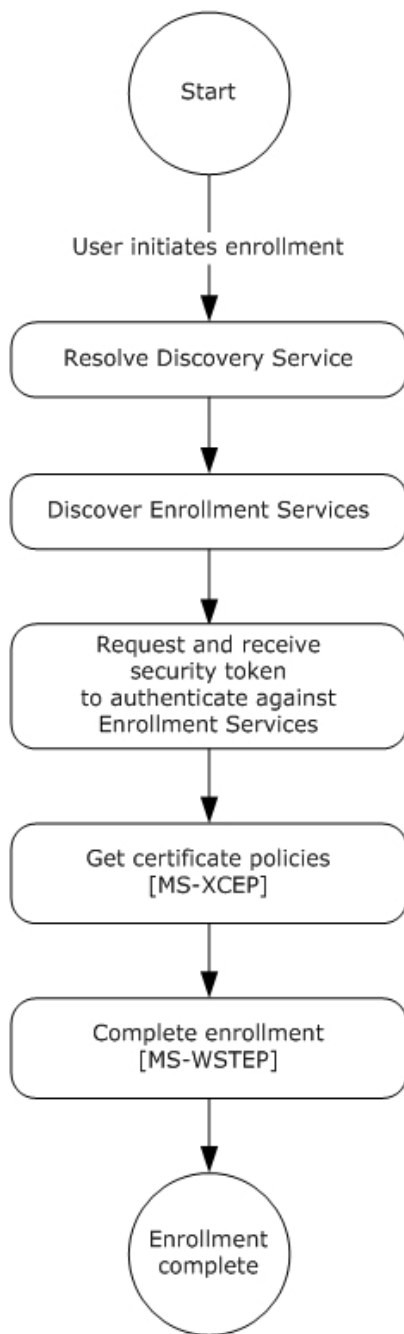 Start
User initiates enrollment
Resolve Discovery Service
Discover Enrollment Services
Request and receive
security token
to authenticate against
Enrollment Services
Get certificate policies
[MS-XCEP]
Complete enrollment
[MS-WSTEP]
Enrollment
complete